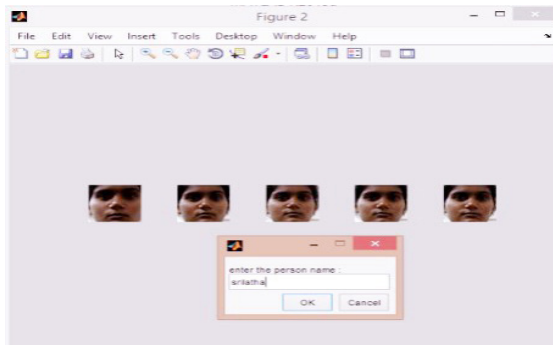 Figure 2
File Edit View Insert Tools Desktop Window Help
enter the person name :
srilatha
OK Cancel